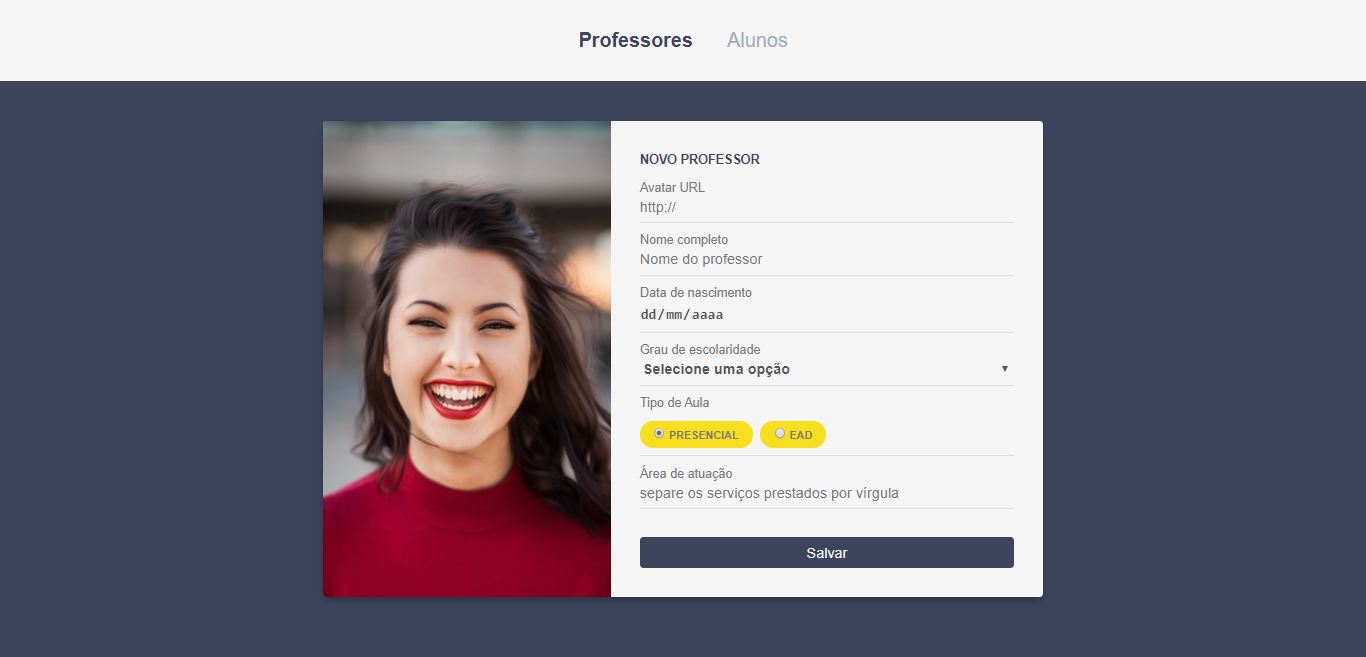 Professores Alunos
NOVO PROFESSOR
Avatar URL
http://
Nome completo
Nome do professor
Data de nascimento
dd/mm/aaaa
Grau de escolaridade
Selecione uma opção
Tipo de Aula
PRESENCIAL EAD
Área de atuação
separe os serviços prestados por vírgula
Salvar